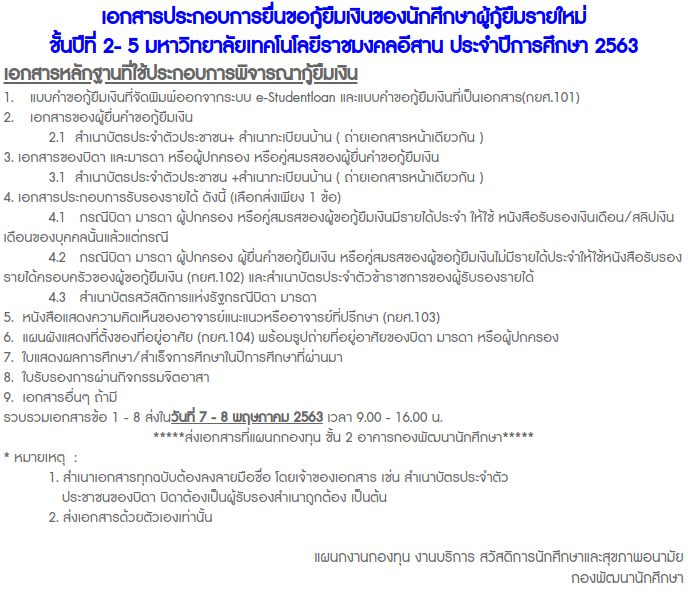 เอกสารประกอบการยื่นขอกู้ยืมเงินของนักศึกษาผู้กู้ยืมรายใหม่
ชั้นปีที่ 2- 5 มหาวิทยาลัยเทคโนโลยีราชมงคลอีสาน ประจำปีการศึกษา 2563
เอกสารหลักฐานที่ใช้ประกอบการพิจารณากู้ยืมเงิน
1. แบบคำขอกู้ยืมเงินที่จัดพิมพ์ออกจากระบบ e-Studentloan และแบบคำขอกู้ยืมเงินที่เป็นเอกสาร(กยศ.101)
2. เอกสารของผู้ยื่นคำขอกู้ยืมเงิน
2.1 สำเนาบัตรประจำตัวประชาชน+ สำเนาทะเบียนบ้าน ( ถ่ายเอกสารหน้าเดียวกัน )
3. เอกสารของบิดา และมารดา หรือผู้ปกครอง หรือคู่สมรสของผู้ยื่นคำขอกู้ยืมเงิน
3.1 สำเนาบัตรประจำตัวประชาชน +สำเนาทะเบียนบ้าน ( ถ่ายเอกสารหน้าเดียวกัน )
4. เอกสารประกอบการรับรองรายได้ ดังนี้ (เลือกส่งเพียง 1 ข้อ)
4.1 กรณีบิดา มารดา ผู้ปกครอง หรือคู่สมรสของผู้ขอกู้ยืมเงินมีรายได้ประจำ ให้ใช้ หนังสือรับรองเงินเดือน/สลิปเงิน
เดือนของบุคคลนั้นแล้วแต่กรณี
4.2 กรณีบิดา มารดา ผู้ปกครอง ผู้ยื่นคำขอกู้ยืมเงิน หรือคู่สมรสของผู้ขอกู้ยืมเงินไม่มีรายได้ประจำให้ใช้หนังสือรับรอง
รายได้ครอบครัวของผู้ขอกู้ยืมเงิน (กยศ.102) และสำเนาบัตรประจำตัวข้าราชการของผู้รับรองรายได้
4.3 สำเนาบัตรสวัสดิการแห่งรัฐกรณีบิดา มารดา
5. หนังสือแสดงความคิดเห็นของอาจารย์แนะแนวหรืออาจารย์ที่ปรึกษา (กยศ.103)
6. แผนผังแสดงที่ตั้งของที่อยู่อาศัย (กยศ.104) พร้อมรูปถ่ายที่อยู่อาศัยของบิดา มารดา หรือผู้ปกครอง
7. ใบแสดงผลการศึกษา/สำเร็จการศึกษาในปีการศึกษาที่ผ่านมา
8. ใบรับรองการผ่านกิจกรรมจิตอาสา
9. เอกสารอื่นๆ ถ้ามี
รวบรวมเอกสารข้อ 1 - 8 ส่งในวันที่ 7 - 8 พฤษภาคม 2563 เวลา 9.00 - 16.00 น.
*****ส่งเอกสารที่แผนกกองทุน ชั้น 2 อาคารกองพัฒนานักศึกษา*****
* หมายเหตุ :
1. สำเนาเอกสารทุกฉบับต้องลงลายมือชื่อ โดยเจ้าของเอกสาร เช่น สำเนาบัตรประจำตัว
ประชาชนของบิดา บิดาต้องเป็นผู้รับรองสำเนาถูกต้อง เป็นต้น
2. ส่งเอกสารด้วยตัวเองเท่านั้น
แผนกงานกองทุน งานบริการ สวัสดิการนักศึกษาและสุขภาพอนามัย
กองพัฒนานักศึกษา